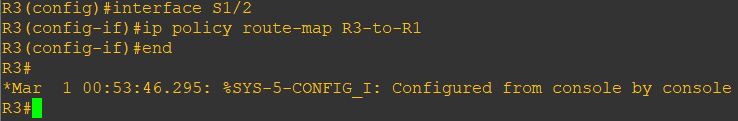 R3(config)#interface S1/2
R3(config-if)#ip policy route-map R3-to-R1
R3(config-if)#end
R3#
*Mar  1 00:53:46.295: %SYS-5-CONFIG_I: Configured from console by console
R3#